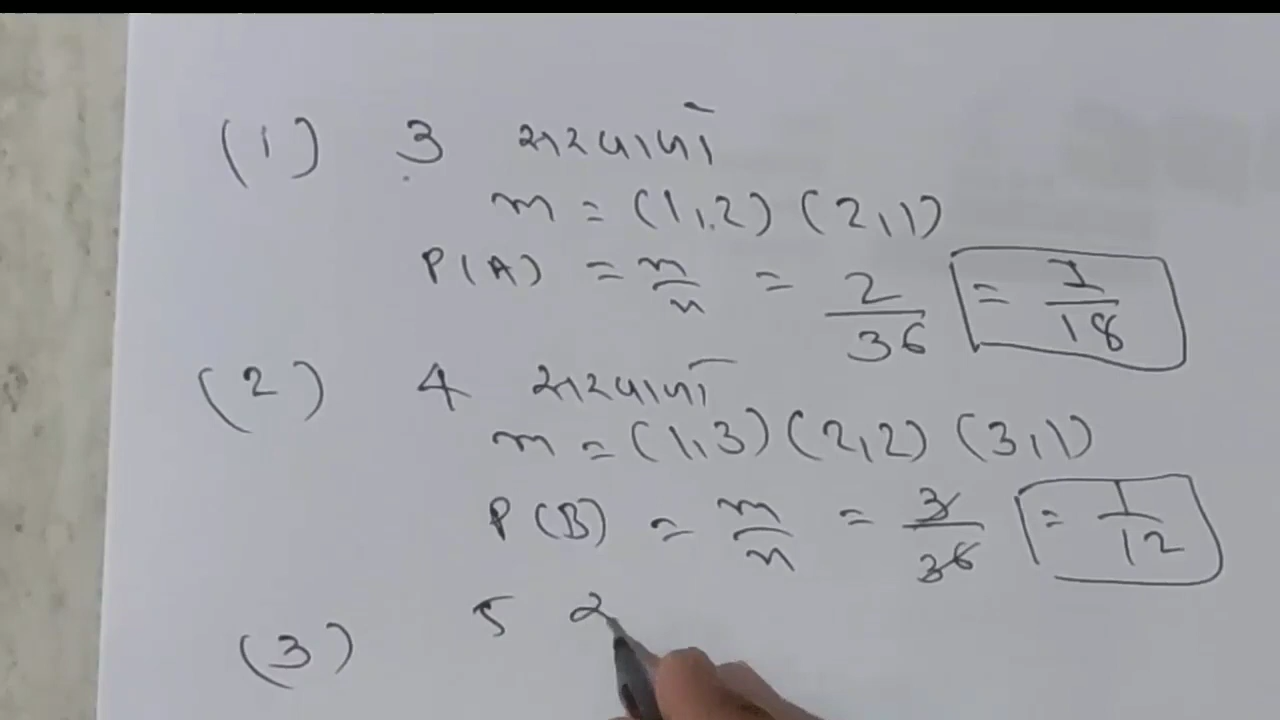 (1) 3 સરવાળો
m = (1,2) (2,1)
P(A) = m/n = 2/36 = 1/18
(2) 4 સરવાળો
m = (1,3) (2,2) (3,1)
P(B) = m/n = 3/36 = 1/12
(3) 5